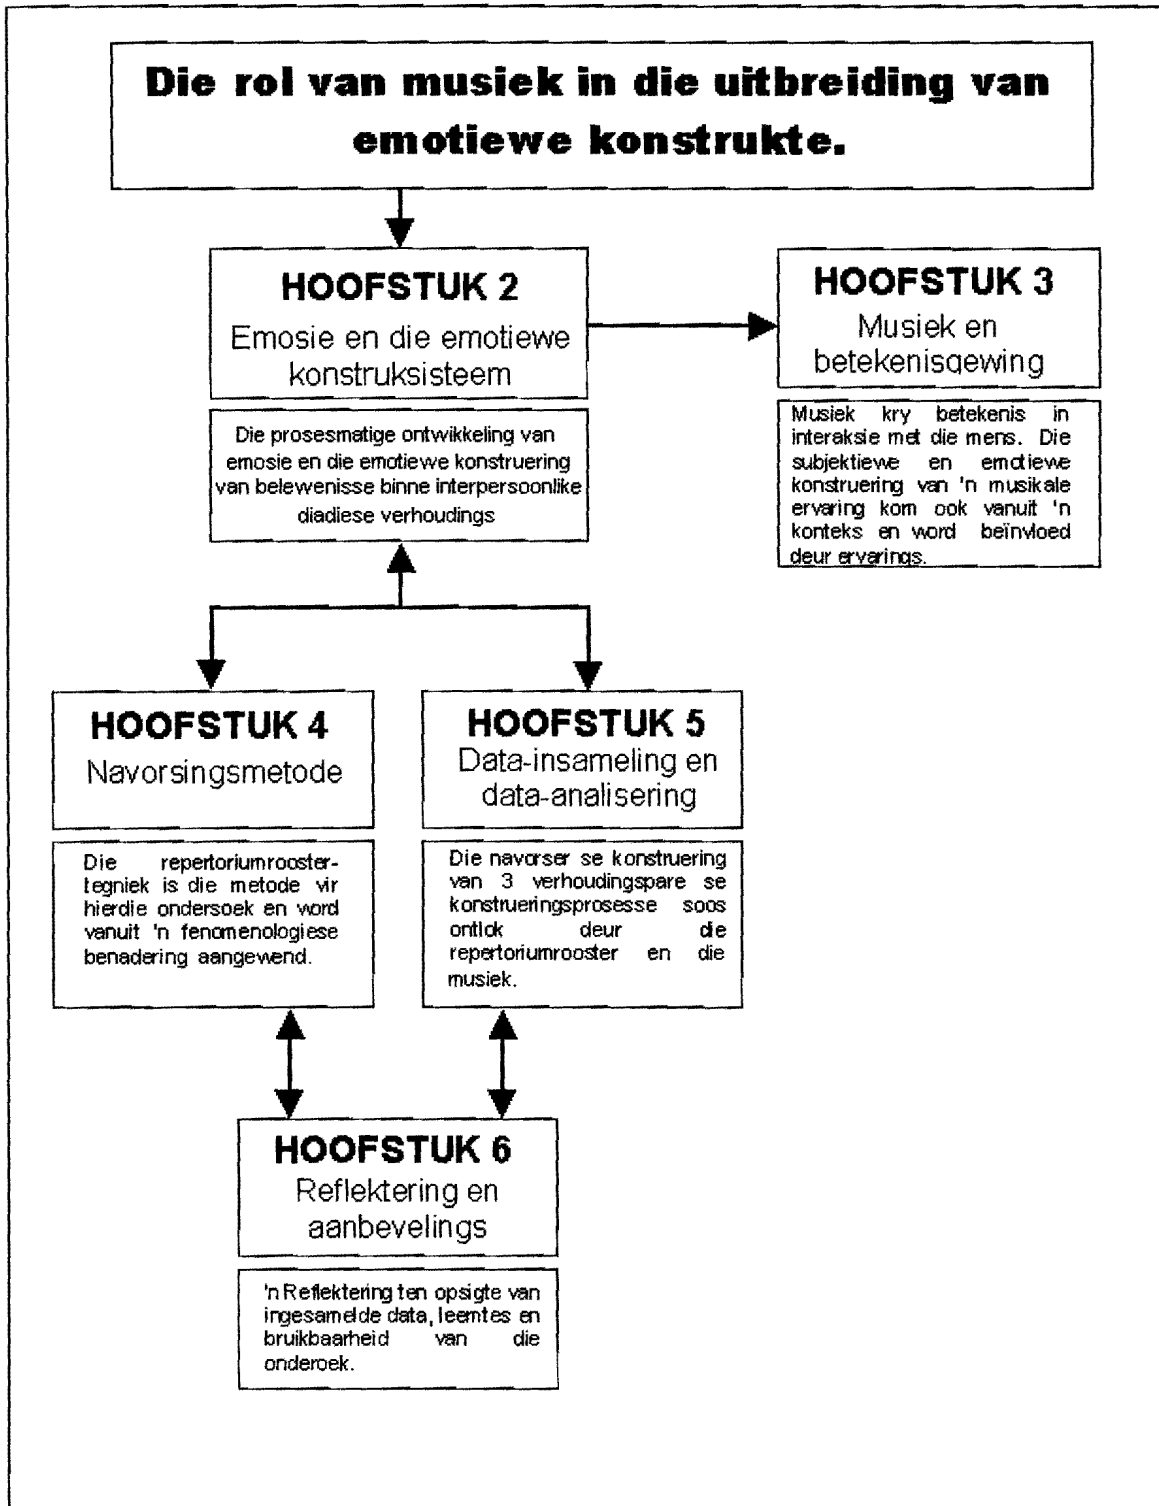 Die rol van musiek in die uitbreiding van
emotiewe konstrukte.
HOOFSTUK 2
Emosie en die emotiewe
konstruksisteem
HOOFSTUK 3
Musiek en
betekenisgewing
Die prosesmatige ontwikkeling van
emosie en die emotiewe konstruering
van belewenisse binne interpersoonlike
diadiese verhoudings
Musiek kry betekenis in
interaksie met die mens. Die
subjektiewe en emotiewe
konstruering van 'n musikale
ervaring kom ook vanuit 'n
konteks en word beïnvloed
deur ervarings.
HOOFSTUK 4
Navorsingsmetode
HOOFSTUK 5
Data-insameling en
data-analisering
Die repertoriumrooster-
tegniek is die metode vir
hierdie ondersoek en word
vanuit 'n fenomenologiese
benadering aangewend.
Die navorser se konstruering
van 3 verhoudingspare se
konstrueringsprosesse soos
ontlok deur die
repertoriumrooster en die
musiek.
HOOFSTUK 6
Reflektering en
aanbevelings
'n Reflektering ten opsigte van
ingesamelde data, leemtes en
bruikbaarheid van die
onderoek.